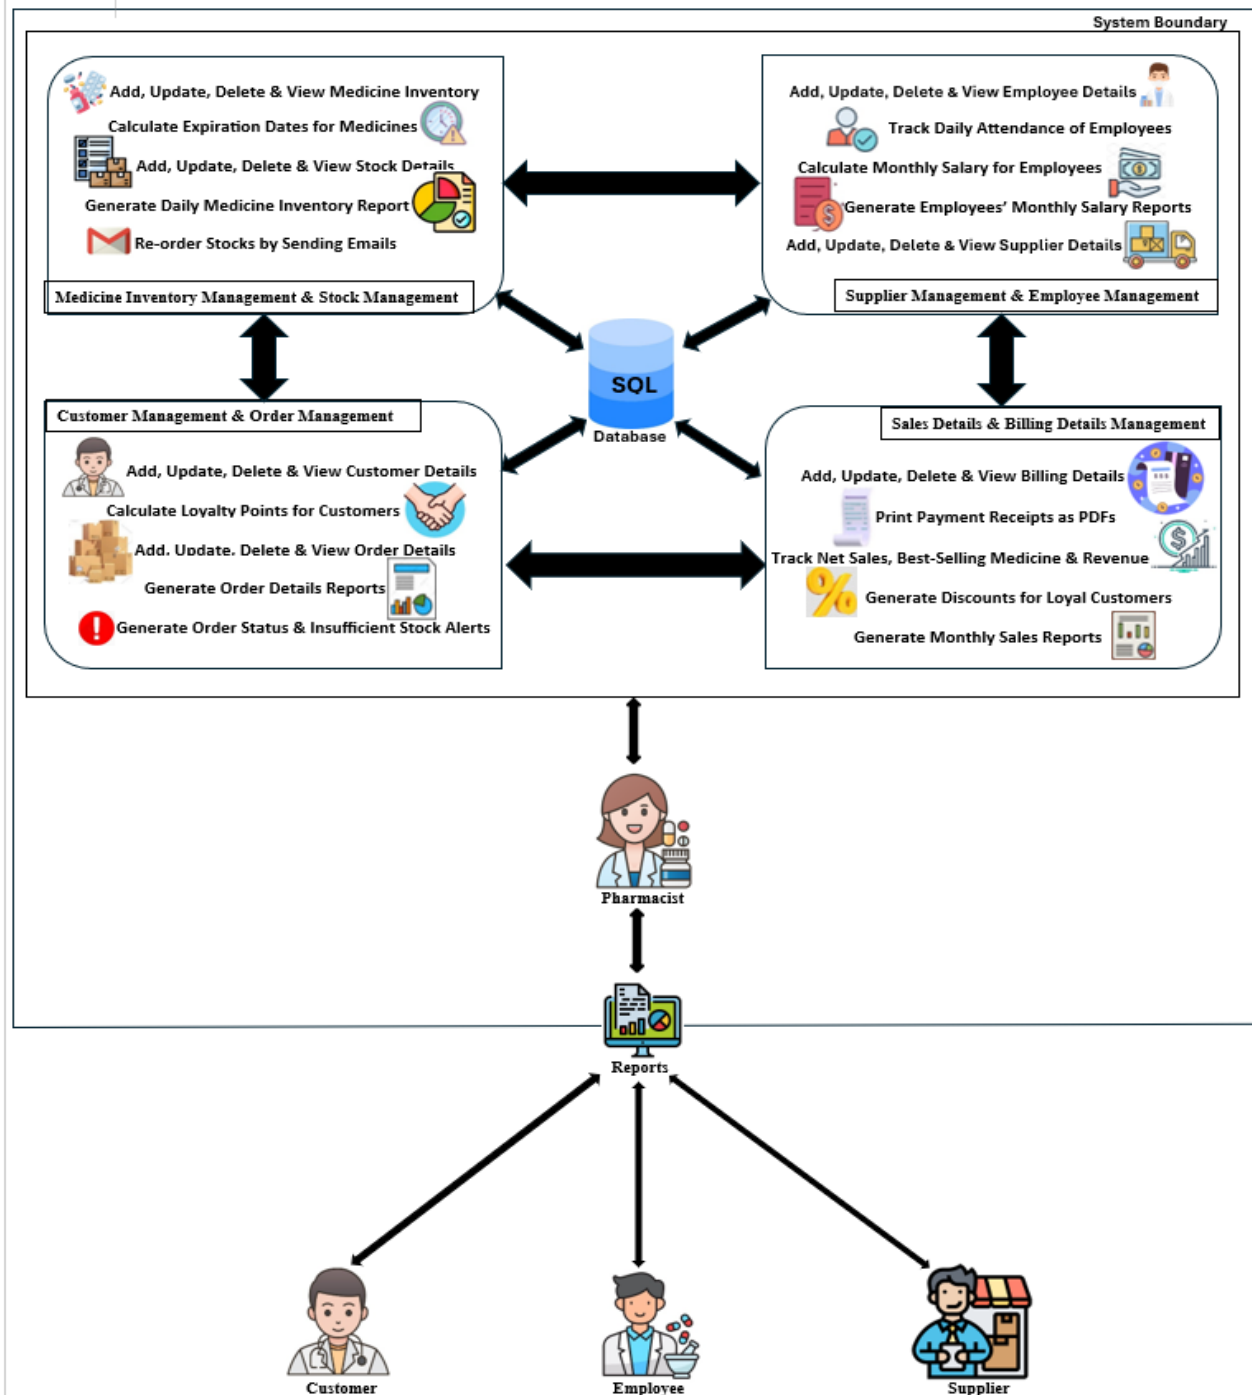 System Boundary
Add, Update, Delete & View Medicine Inventory
Calculate Expiration Dates for Medicines
Add, Update, Delete & View Stock Details
Generate Daily Medicine Inventory Report
Re-order Stocks by Sending Emails
Medicine Inventory Management & Stock Management
Add, Update, Delete & View Employee Details
Track Daily Attendance of Employees
Calculate Monthly Salary for Employees
Generate Employees' Monthly Salary Reports
Add, Update, Delete & View Supplier Details
Supplier Management & Employee Management
SQL
Database
Customer Management & Order Management
Add, Update, Delete & View Customer Details
Calculate Loyalty Points for Customers
Add, Update, Delete & View Order Details
Generate Order Details Reports
Generate Order Status & Insufficient Stock Alerts
Sales Details & Billing Details Management
Add, Update, Delete & View Billing Details
Print Payment Receipts as PDFs
Track Net Sales, Best-Selling Medicine & Revenue
Generate Discounts for Loyal Customers
Generate Monthly Sales Reports
Pharmacist
Reports
Customer
Employee
Supplier